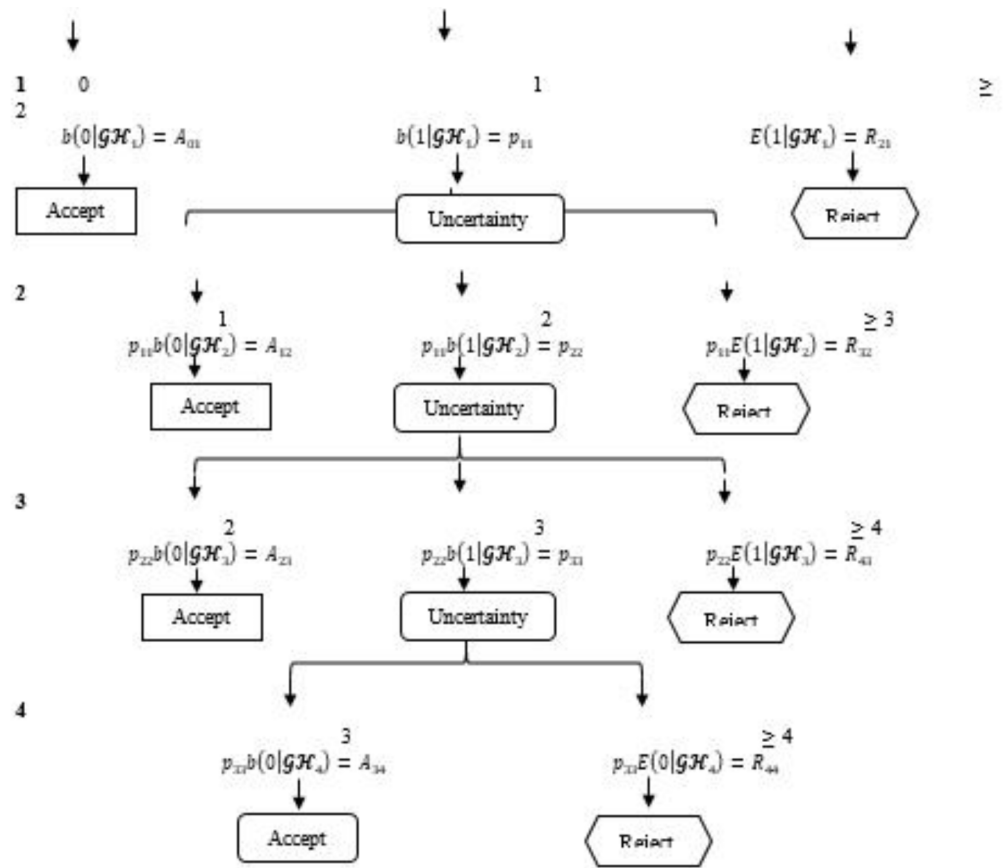 1 0 1 ≥
2
b(0|𝓖𝓗₁) = A₀₁ b(1|𝓖𝓗₁) = p₁₁ E(1|𝓖𝓗₁) = R₂₁
Accept Uncertainty Reject
2
1 2 ≥ 3
p₁₁b(0|𝓖𝓗₂) = A₁₂ p₁₁b(1|𝓖𝓗₂) = p₂₂ p₁₁E(1|𝓖𝓗₂) = R₃₂
Accept Uncertainty Reject
3
2 3 ≥ 4
p₂₂b(0|𝓖𝓗₃) = A₂₃ p₂₂b(1|𝓖𝓗₃) = p₃₃ p₂₂E(1|𝓖𝓗₃) = R₄₃
Accept Uncertainty Reject
4
3 ≥ 4
p₃₃b(0|𝓖𝓗₄) = A₃₄ p₃₃E(0|𝓖𝓗₄) = R₄₄
Accept Reject